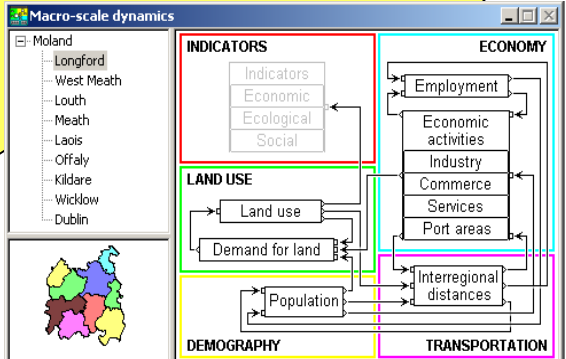 Macro-scale dynamics
Moland
Longford
West Meath
Louth
Meath
Laois
Offaly
Kildare
Wicklow
Dublin
INDICATORS
Indicators
Economic
Ecological
Social
ECONOMY
Employment
Economic
activities
Industry
Commerce
Services
Port areas
LAND USE
Land use
Demand for land
Population
DEMOGRAPHY
Interregional
distances
TRANSPORTATION